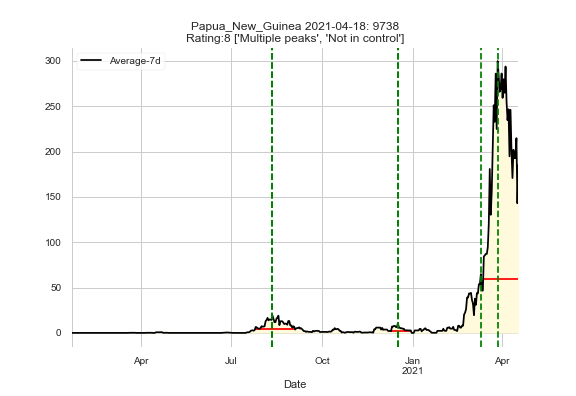 Papua_New_Guinea 2021-04-18: 9738
Rating:8 ['Multiple peaks', 'Not in control']
Average-7d
300
250
200
150
100
50
0
Apr
Jul
Oct
Jan
2021
Apr
Date